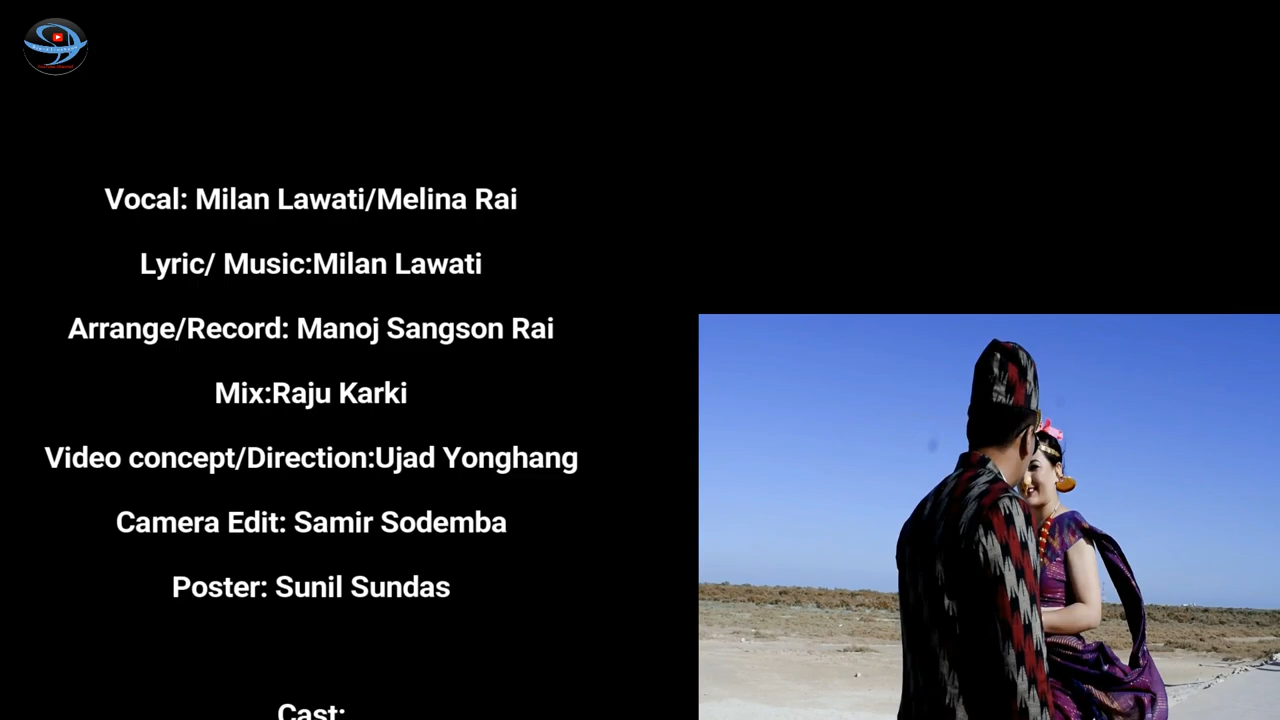 Vocal: Milan Lawati/Melina Rai
Lyric/ Music:Milan Lawati
Arrange/Record: Manoj Sangson Rai
Mix:Raju Karki
Video concept/Direction:Ujad Yonghang
Camera Edit: Samir Sodemba
Poster: Sunil Sundas
Cast: